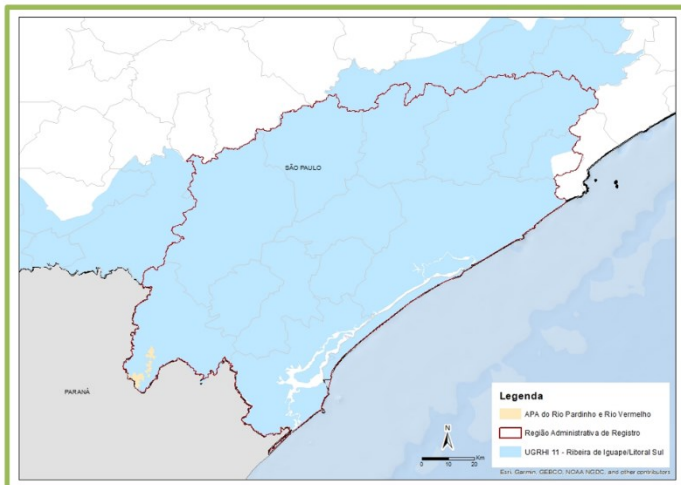 SÃO PAULO
PARANÁ
Legenda
APA do Rio Pardinho e Rio Vermelho
Região Administrativa de Registro
UGRHI 11 - Ribeira de Iguape/Litoral Sul
N
0 10 20
Km
Esri, Garmin, GEBCO, NOAA NGDC, and other contributors